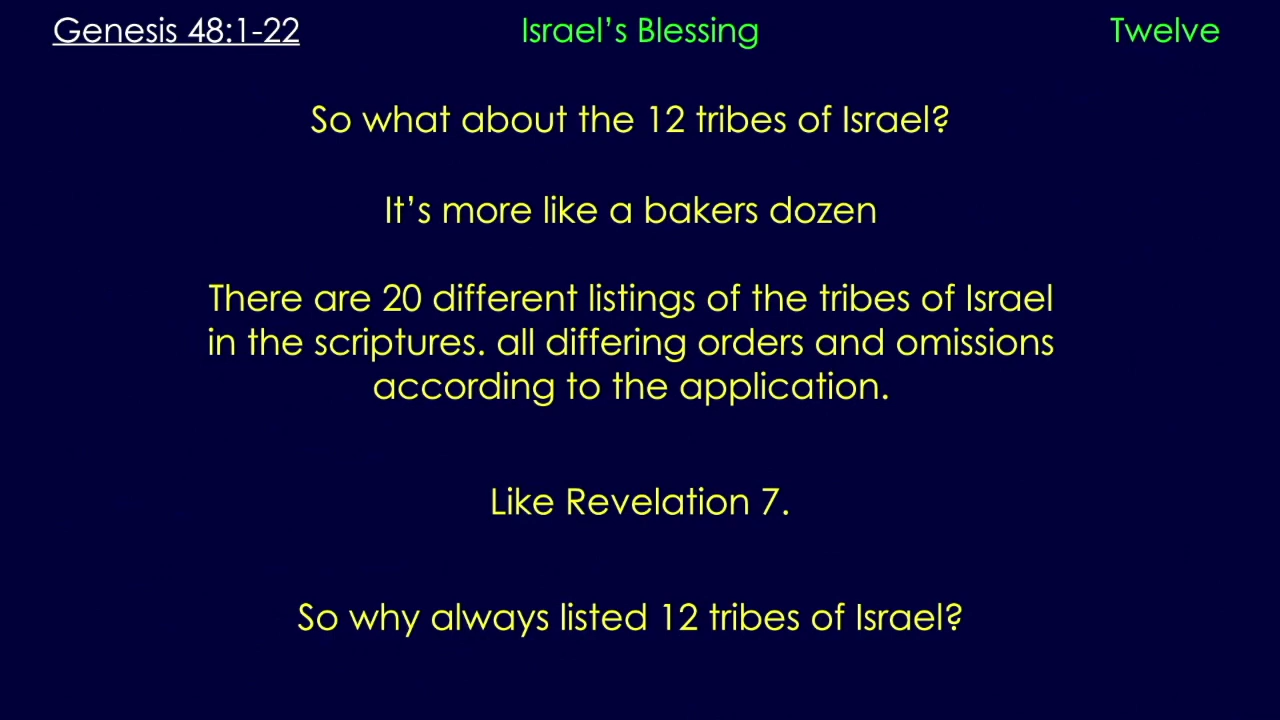 Genesis 48:1-22
Israel’s Blessing
Twelve
So what about the 12 tribes of Israel?
It’s more like a bakers dozen
There are 20 different listings of the tribes of Israel
in the scriptures. all differing orders and omissions
according to the application.
Like Revelation 7.
So why always listed 12 tribes of Israel?